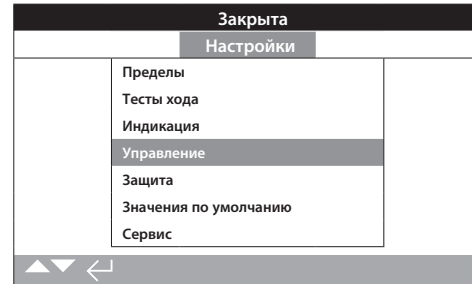 Закрыта
Настройки
Пределы
Тесты хода
Индикация
Управление
Защита
Значения по умолчанию
Сервис